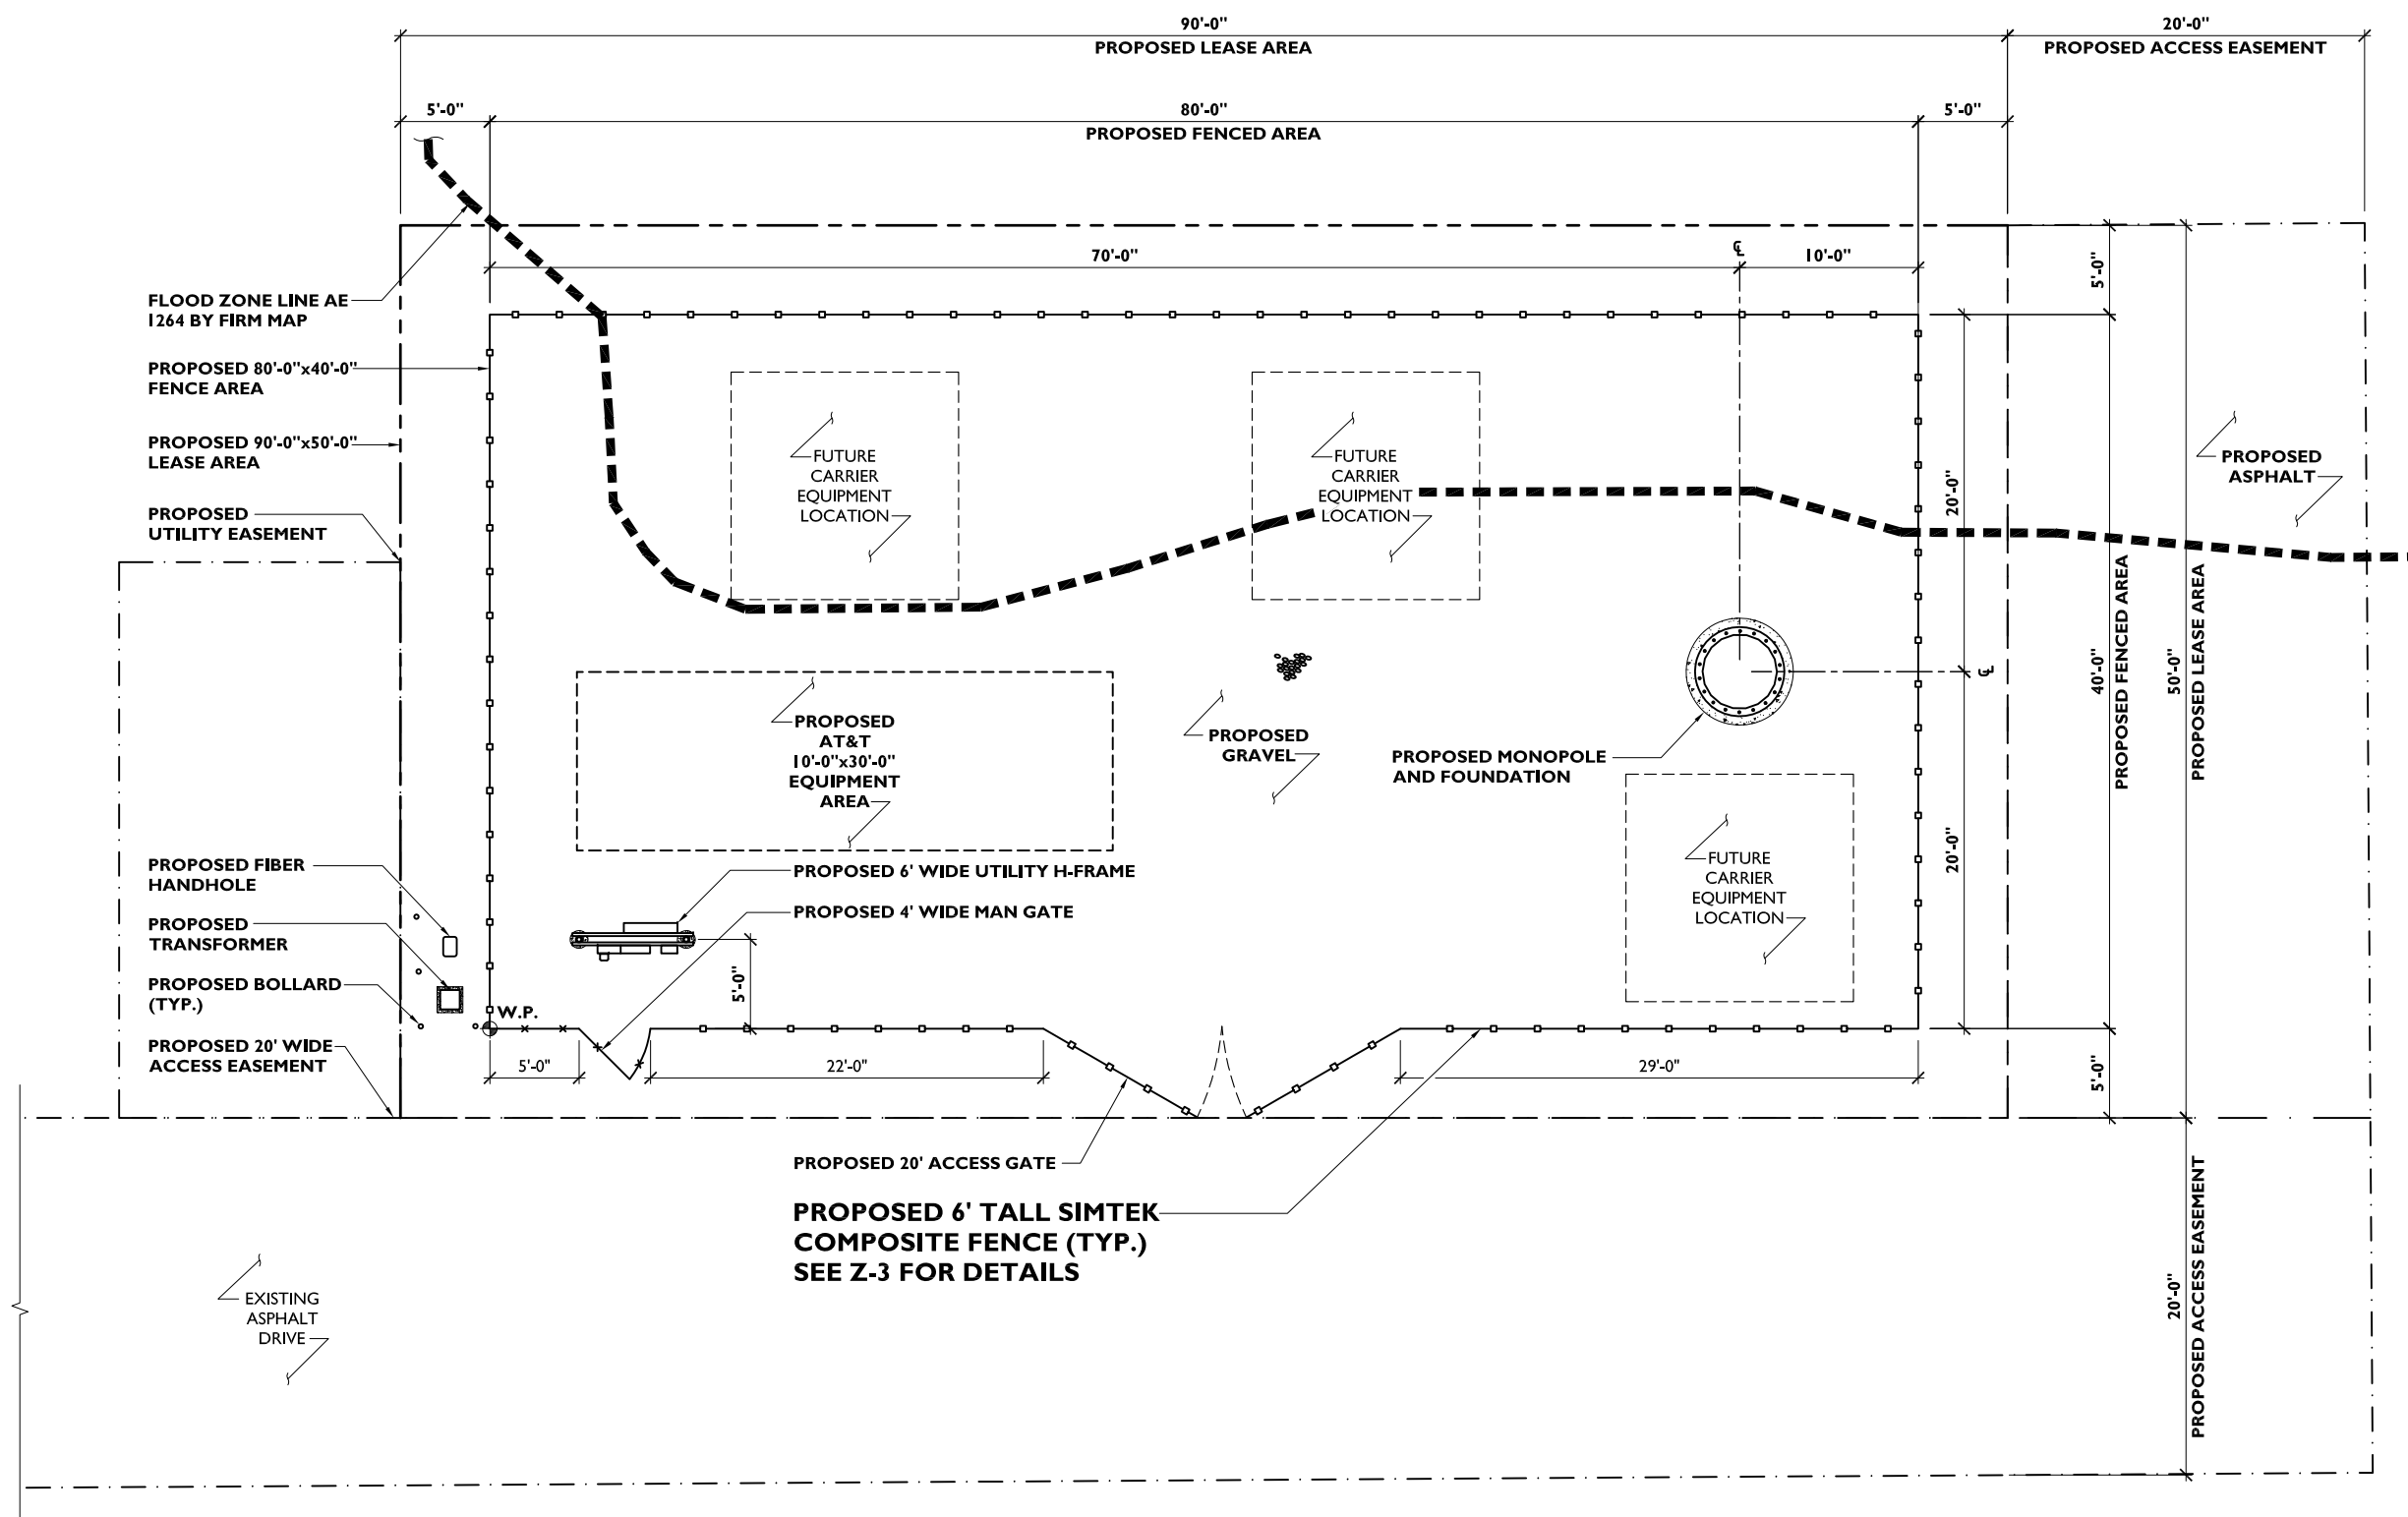 90'-0"
PROPOSED LEASE AREA
20'-0"
PROPOSED ACCESS EASEMENT
5'-0"
80'-0"
PROPOSED FENCED AREA
5'-0"
70'-0"
℄
10'-0"
5'-0"
FLOOD ZONE LINE AE
1264 BY FIRM MAP
PROPOSED 80'-0"x40'-0"
FENCE AREA
PROPOSED 90'-0"x50'-0"
LEASE AREA
PROPOSED
UTILITY EASEMENT
FUTURE
CARRIER
EQUIPMENT
LOCATION
FUTURE
CARRIER
EQUIPMENT
LOCATION
20'-0"
PROPOSED
ASPHALT
40'-0"
PROPOSED FENCED AREA
50'-0"
PROPOSED LEASE AREA
℄
PROPOSED
AT&T
10'-0"x30'-0"
EQUIPMENT
AREA
PROPOSED
GRAVEL
PROPOSED MONOPOLE
AND FOUNDATION
20'-0"
FUTURE
CARRIER
EQUIPMENT
LOCATION
PROPOSED FIBER
HANDHOLE
PROPOSED
TRANSFORMER
PROPOSED BOLLARD
(TYP.)
PROPOSED 20' WIDE
ACCESS EASEMENT
PROPOSED 6' WIDE UTILITY H-FRAME
PROPOSED 4' WIDE MAN GATE
5'-0"
W.P.
5'-0"
22'-0"
29'-0"
5'-0"
PROPOSED 20' ACCESS GATE
PROPOSED 6' TALL SIMTEK
COMPOSITE FENCE (TYP.)
SEE Z-3 FOR DETAILS
20'-0"
PROPOSED ACCESS EASEMENT
EXISTING
ASPHALT
DRIVE